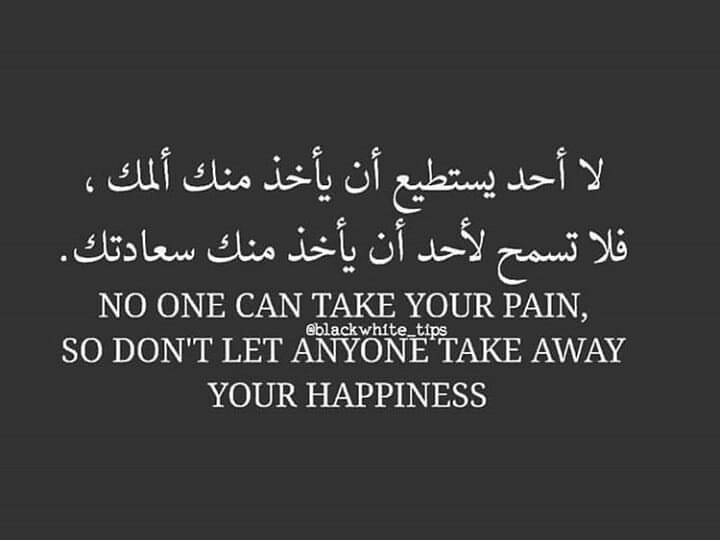 لا أحد يستطيع أن يأخذ منك ألمك ،
فلا تسمح لأحد أن يأخذ منك سعادتك.
NO ONE CAN TAKE YOUR PAIN,
@blackwhite_tips
SO DON'T LET ANYONE TAKE AWAY
YOUR HAPPINESS